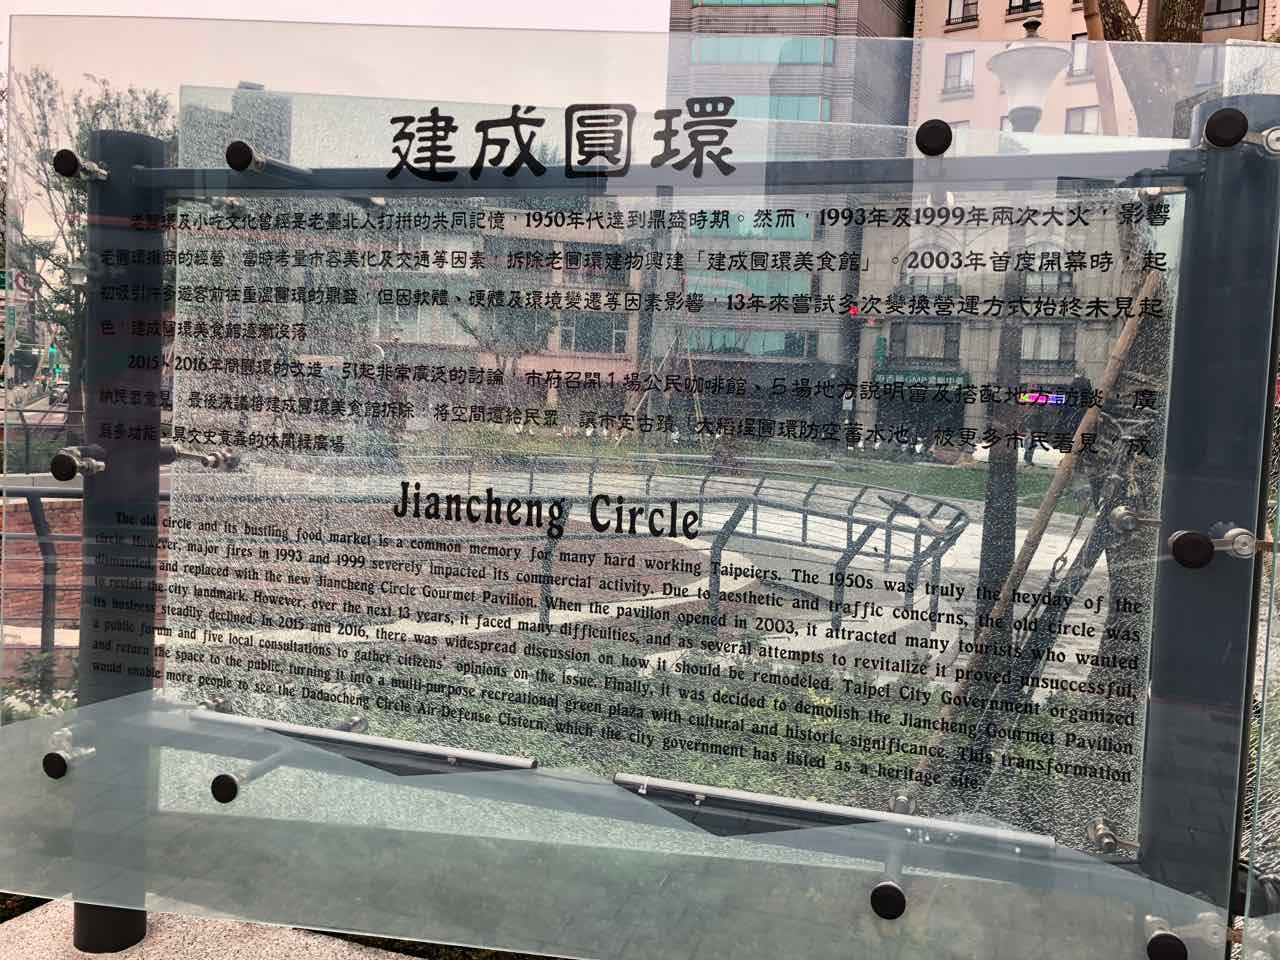 建成圓環
老圓環及小吃文化曾經是老臺北人打拼的共同記憶，1950年代達到鼎盛時期。然而，1993年及1999年兩次大火，影響
老圓環攤商的經營，當時考量市容美化及交通等因素，拆除老圓環建物興建「建成圓環美食館」。2003年首度開幕時，起
初吸引許多遊客前往重溫圓環的鼎盛，但因軟體、硬體及環境變遷等因素影響，13年來嘗試多次變換營運方式始終未見起
色，建成圓環美食館逐漸沒落。
2015、2016年間圓環的改造，引起非常廣泛的討論，市府召開1場公民咖啡館、5場地方說明會及搭配地方訪談，廣
納民眾意見，最後決議將建成圓環美食館拆除，將空間還給民眾，讓市定古蹟「大稻埕圓環防空蓄水池」被更多市民看見，成
為多功能、具文史意義的休閒綠廣場
Jiancheng Circle
The old circle and its bustling food market is a common memory for many hard working Taipeiers. The 1950s was truly the heyday of the
circle. However, major fires in 1993 and 1999 severely impacted its commercial activity. Due to aesthetic and traffic concerns, the old circle was
dismantled, and replaced with the new Jiancheng Circle Gourmet Pavilion. When the pavilion opened in 2003, it attracted many tourists who wanted
to revisit the city landmark. However, over the next 13 years, it faced many difficulties, and as several attempts to revitalize it proved unsuccessful,
its business steadily declined. In 2015 and 2016, there was widespread discussion on how it should be remodeled. Taipei City Government organized
a public forum and five local consultations to gather citizens' opinions on the issue. Finally, it was decided to demolish the Jiancheng Gourmet Pavilion
and return the space to the public, turning it into a multi-purpose recreational green plaza with cultural and historic significance. This transformation
would enable more people to see the Dadaocheng Circle Air-Defense Cistern, which the city government has listed as a heritage site.